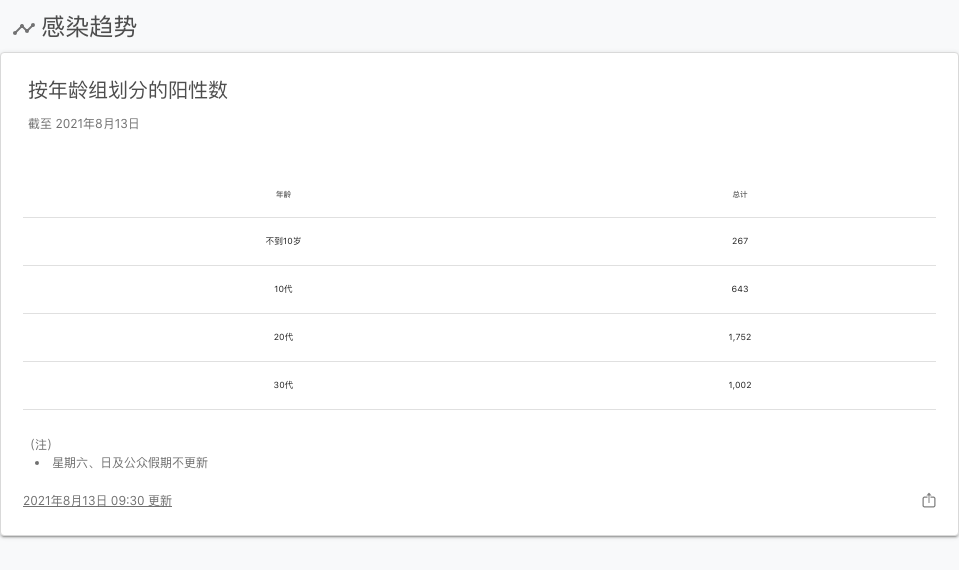 感染趋势
按年龄组划分的阳性数
截至 2021年8月13日
年龄 总计
不到10岁 267
10代 643
20代 1,752
30代 1,002
(注)
• 星期六、日及公众假期不更新
2021年8月13日 09:30 更新